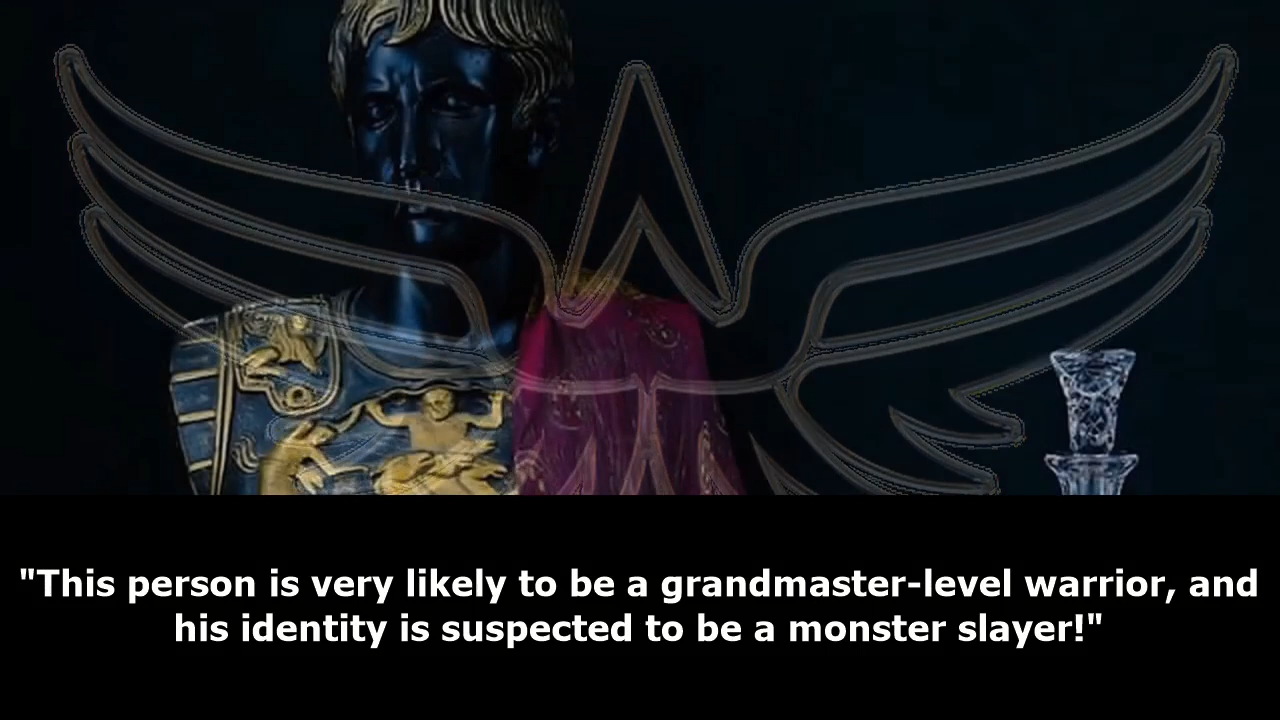 "This person is very likely to be a grandmaster-level warrior, and
his identity is suspected to be a monster slayer!"